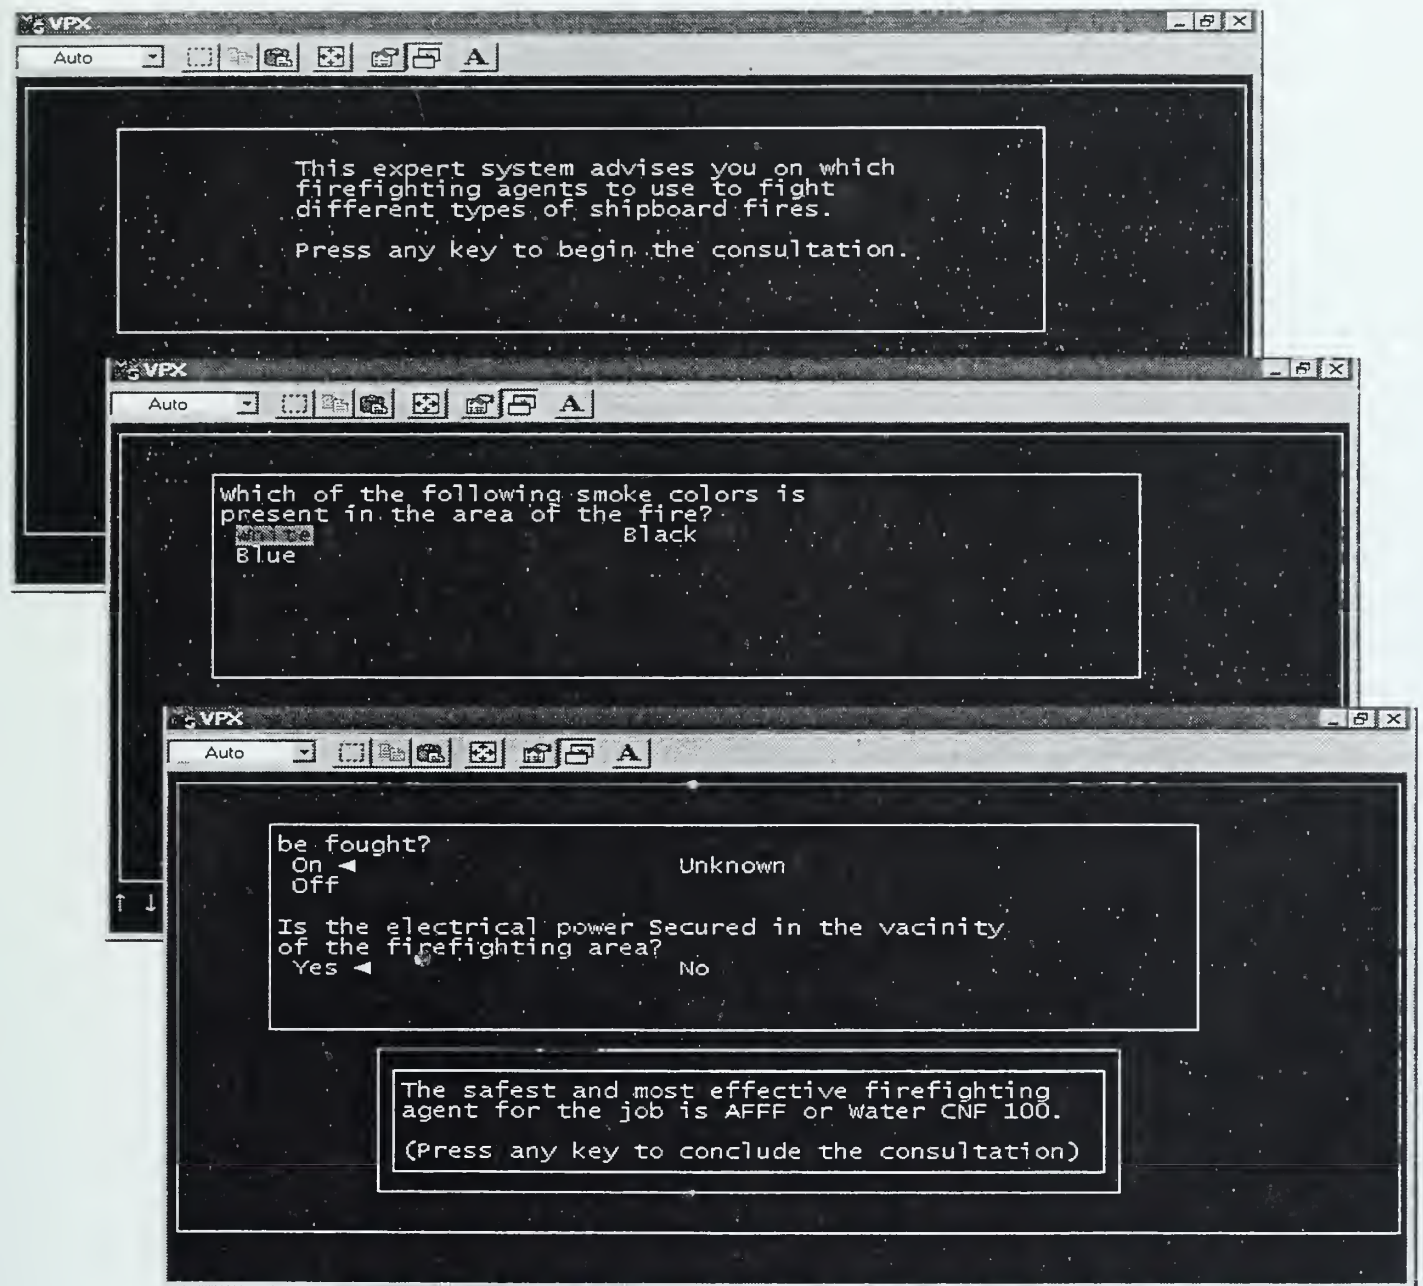 VPX
Auto
A
This expert system advises you on which
firefighting agents to use to fight
different types of shipboard fires.
Press any key to begin the consultation.
VPX
Auto
A
Which of the following smoke colors is
present in the area of the fire?
White Black
Blue
↑ ↓
VPX
Auto
A
be fought?
On ◄ Unknown
Off
Is the electrical power Secured in the vacinity
of the firefighting area?
Yes ◄ No
The safest and most effective firefighting
agent for the job is AFFF or Water CNF 100.
(Press any key to conclude the consultation)